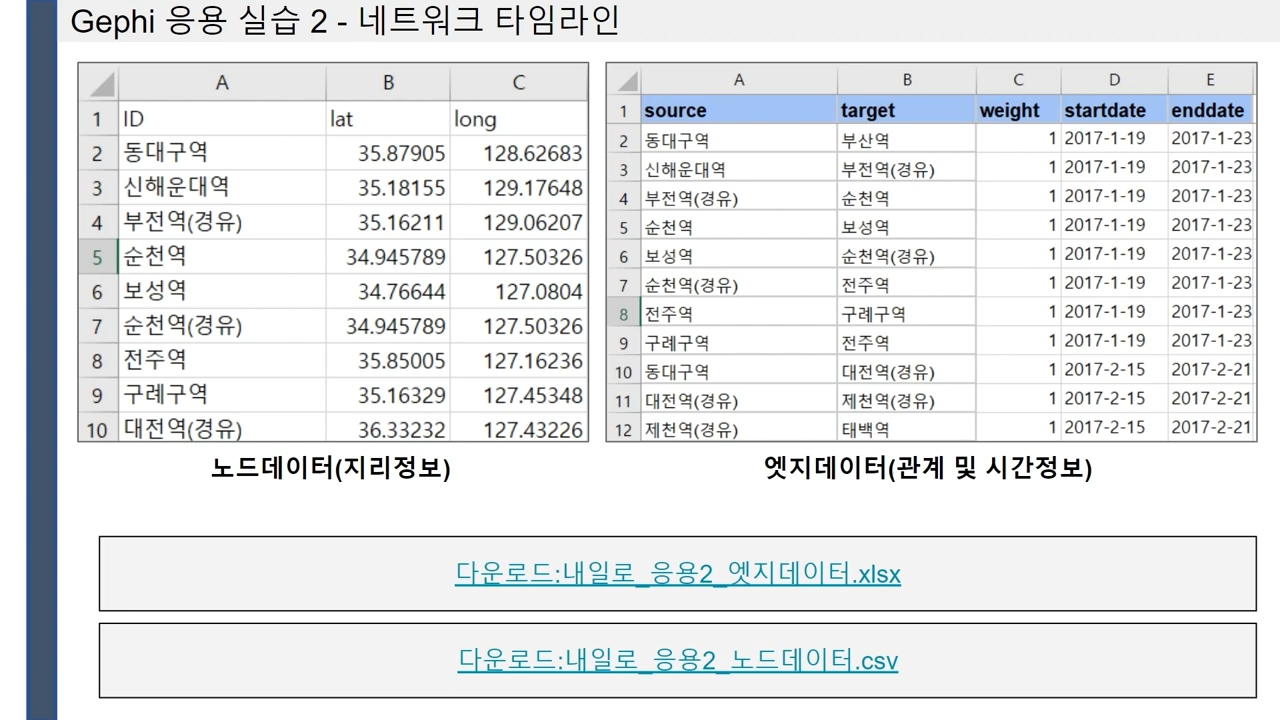 Gephi 응용 실습 2 - 네트워크 타임라인
A B C
1 ID lat long
2 동대구역 35.87905 128.62683
3 신해운대역 35.18155 129.17648
4 부전역(경유) 35.16211 129.06207
5 순천역 34.945789 127.50326
6 보성역 34.76644 127.0804
7 순천역(경유) 34.945789 127.50326
8 전주역 35.85005 127.16236
9 구례구역 35.16329 127.45348
10 대전역(경유) 36.33232 127.43226
노드데이터(지리정보)
A B C D E
1 source target weight startdate enddate
2 동대구역 부산역 1 2017-1-19 2017-1-23
3 신해운대역 부전역(경유) 1 2017-1-19 2017-1-23
4 부전역(경유) 순천역 1 2017-1-19 2017-1-23
5 순천역 보성역 1 2017-1-19 2017-1-23
6 보성역 순천역(경유) 1 2017-1-19 2017-1-23
7 순천역(경유) 전주역 1 2017-1-19 2017-1-23
8 전주역 구례구역 1 2017-1-19 2017-1-23
9 구례구역 전주역 1 2017-1-19 2017-1-23
10 동대구역 대전역(경유) 1 2017-2-15 2017-2-21
11 대전역(경유) 제천역(경유) 1 2017-2-15 2017-2-21
12 제천역(경유) 태백역 1 2017-2-15 2017-2-21
엣지데이터(관계 및 시간정보)
다운로드:내일로_응용2_엣지데이터.xlsx
다운로드:내일로_응용2_노드데이터.csv